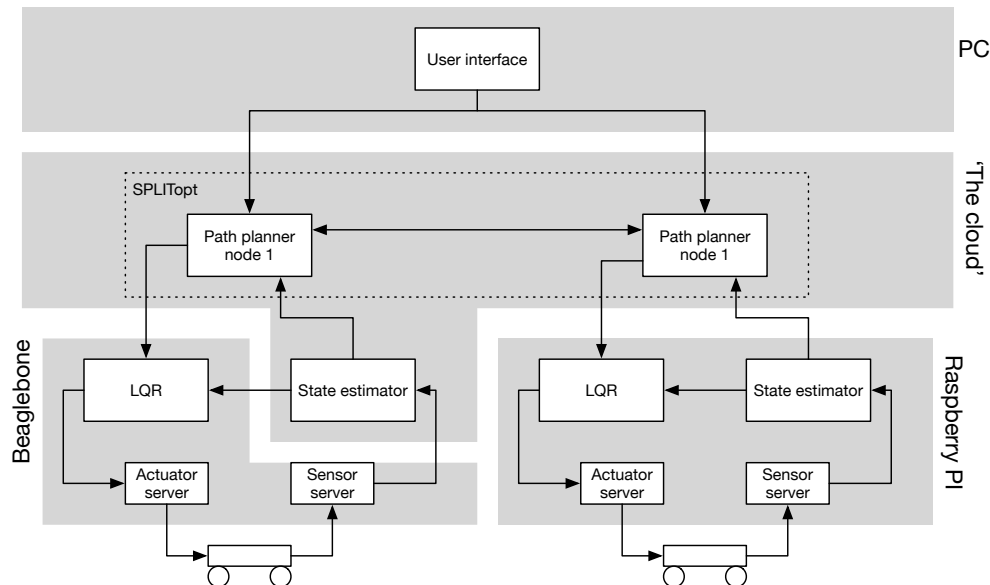 PC
User interface
'The cloud'
SPLITopt
Path planner
node 1
Path planner
node 1
Beaglebone
LQR
State estimator
Actuator
server
Sensor
server
LQR
State estimator
Raspberry PI
Actuator
server
Sensor
server